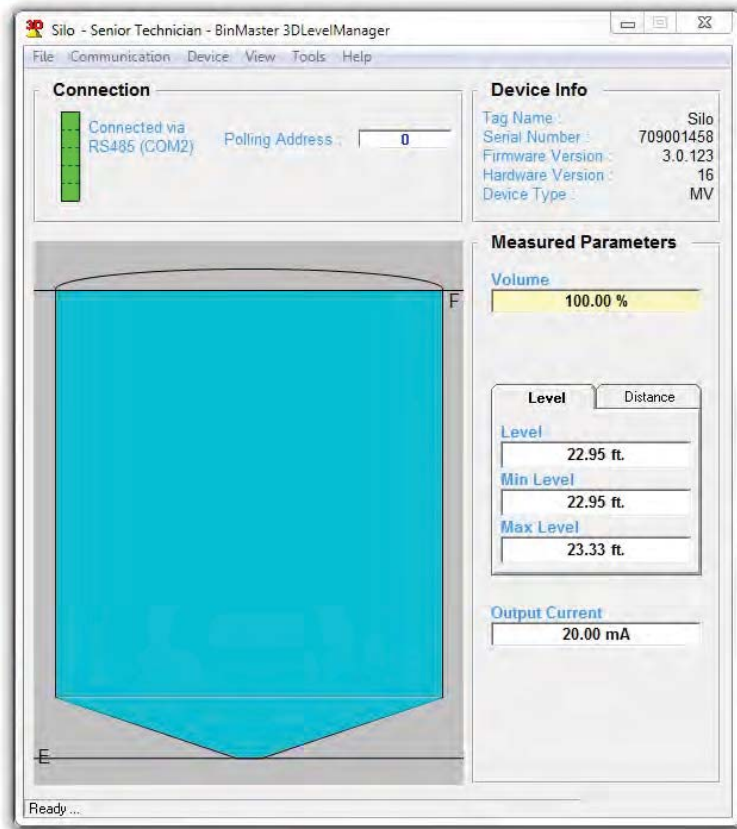 3D Silo - Senior Technician - BinMaster 3DLevelManager
File Communication Device View Tools Help
Connection
Connected via
RS485 (COM2)
Polling Address : 0
Device Info
Tag Name : Silo
Serial Number : 709001458
Firmware Version : 3.0.123
Hardware Version : 16
Device Type : MV
F
E
Measured Parameters
Volume
100.00 %
Level Distance
Level
22.95 ft.
Min Level
22.95 ft.
Max Level
23.33 ft.
Output Current
20.00 mA
Ready ...